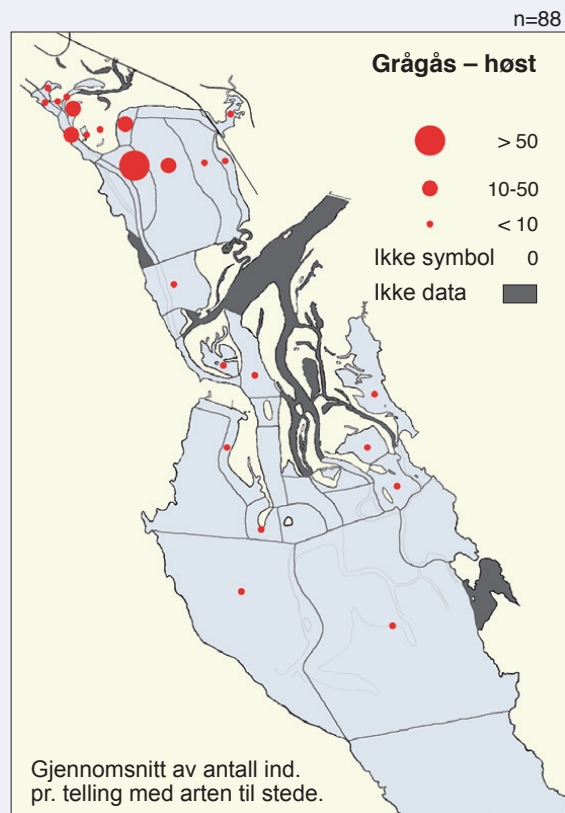 n=88
Grågås – høst
> 50
10-50
< 10
Ikke symbol 0
Ikke data
Gjennomsnitt av antall ind.
pr. telling med arten til stede.